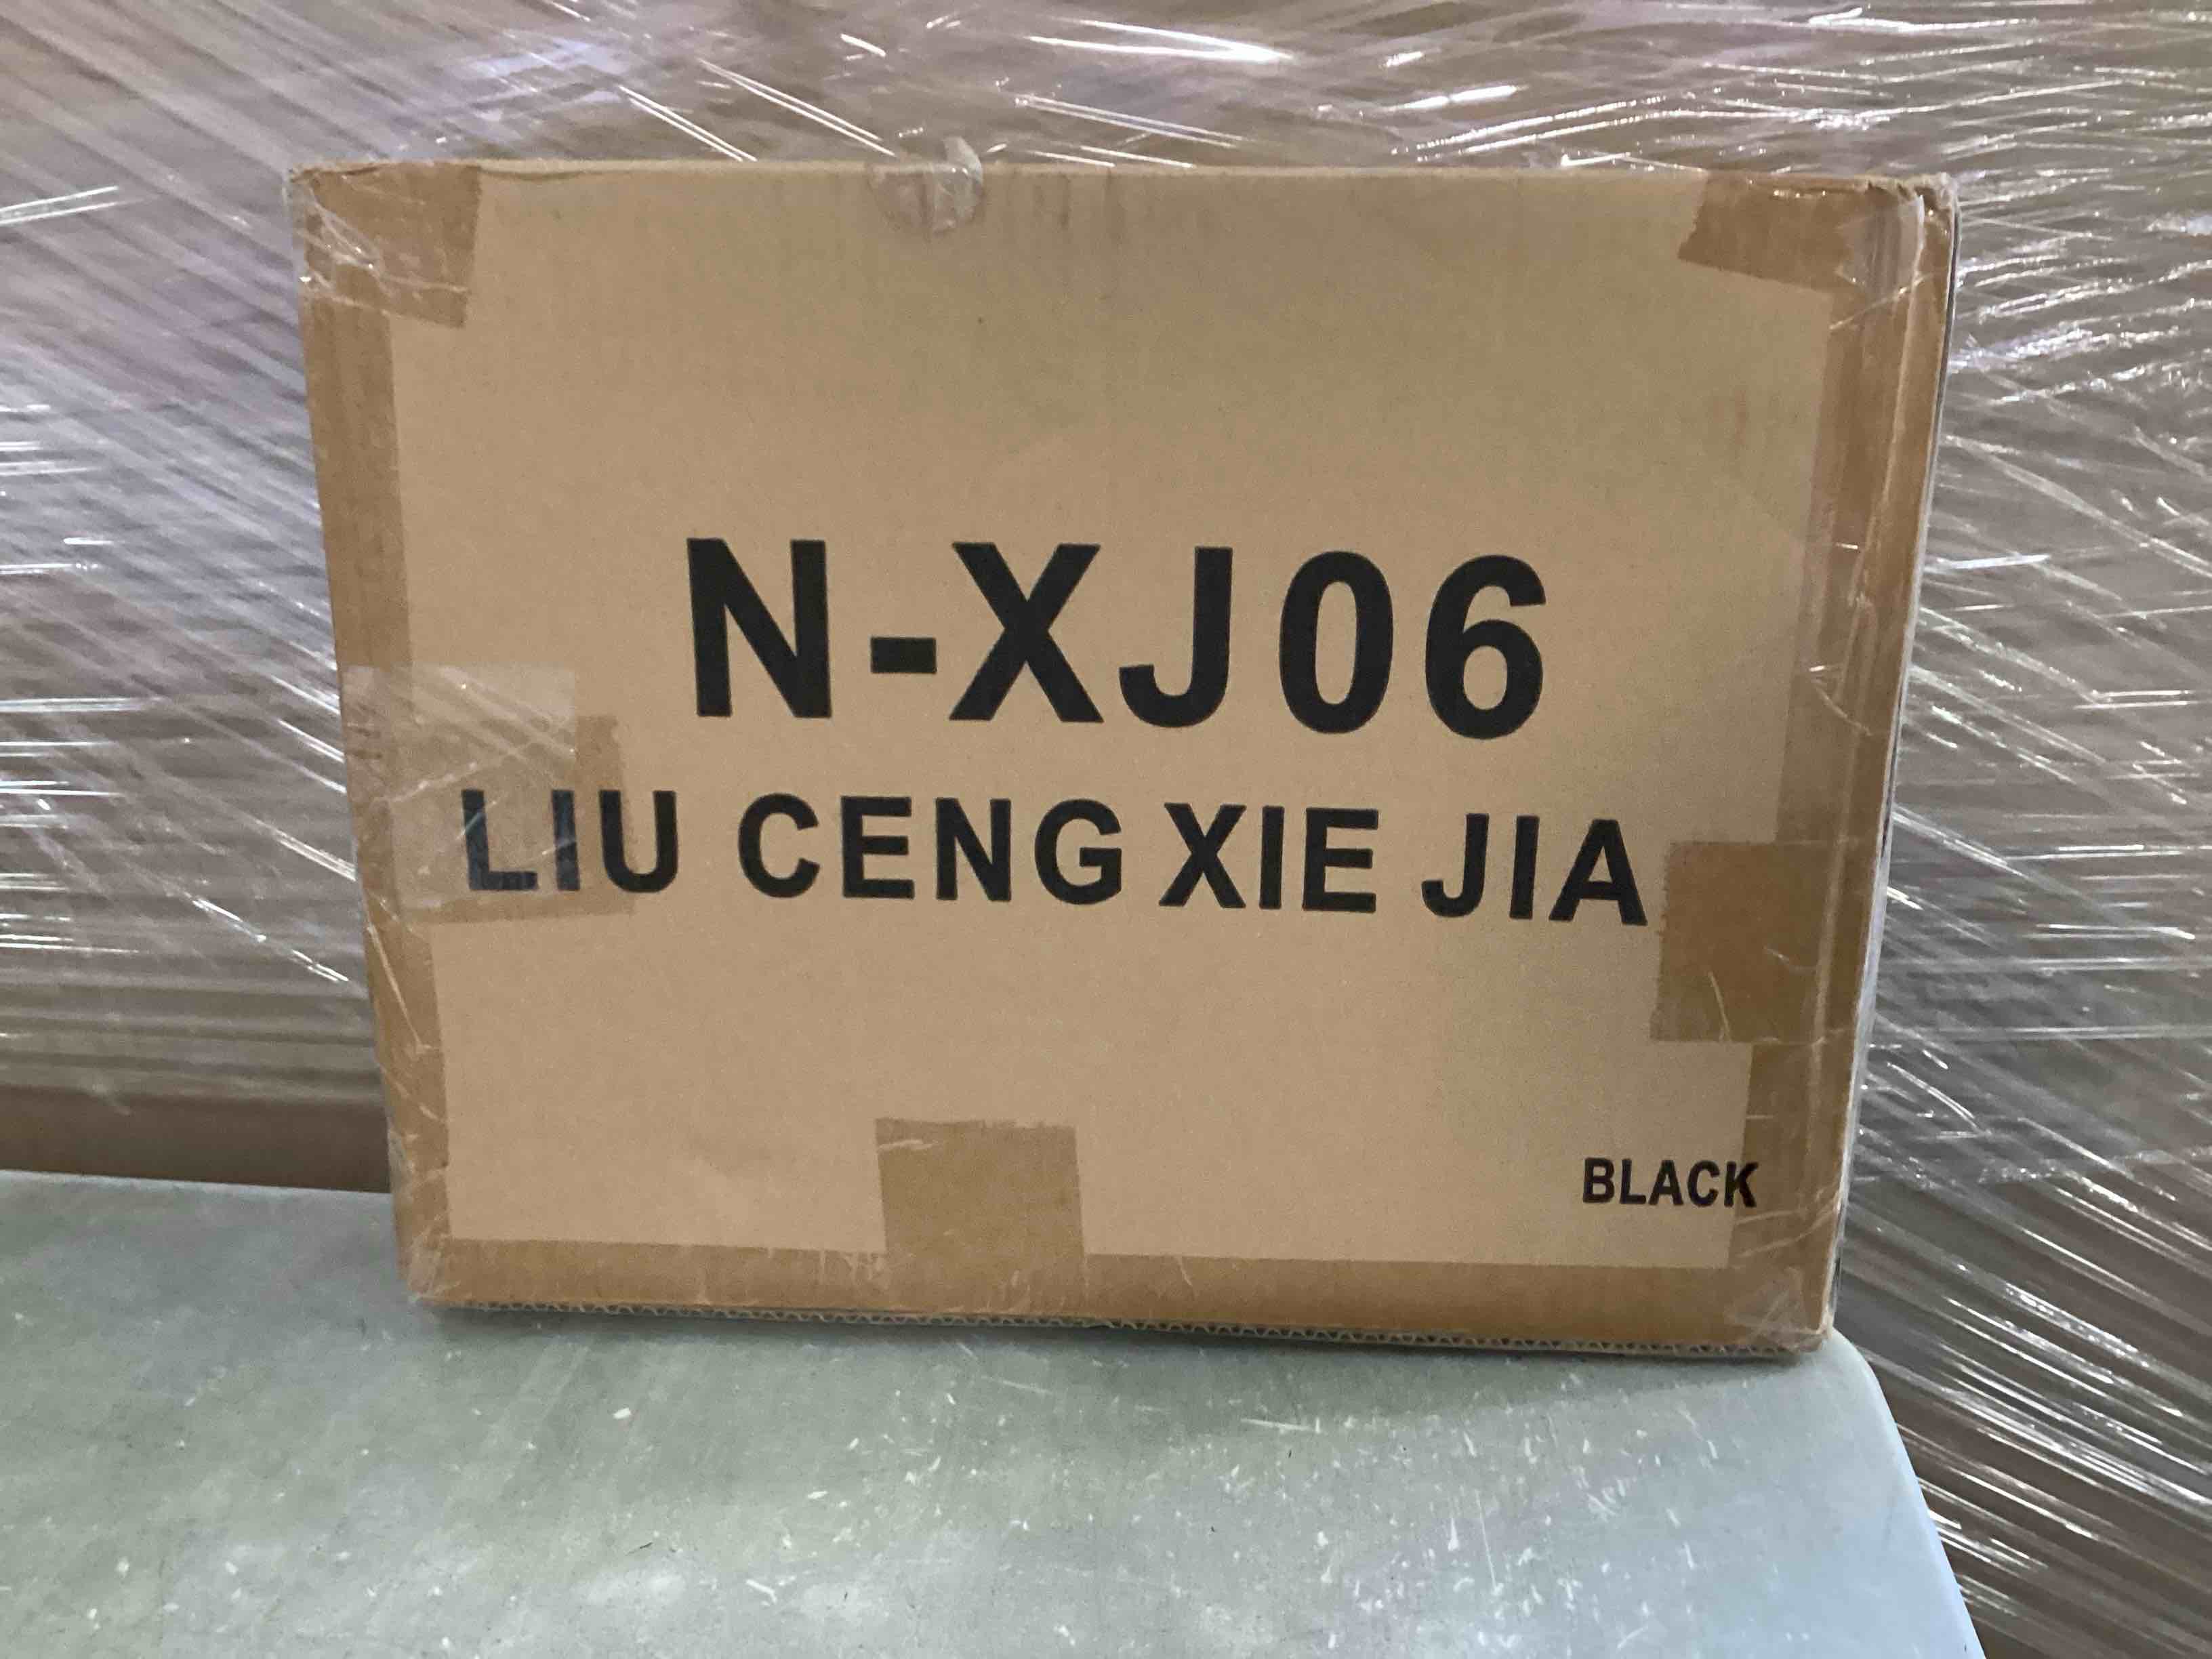 N-XJ06
LIU CENG XIE JIA
BLACK